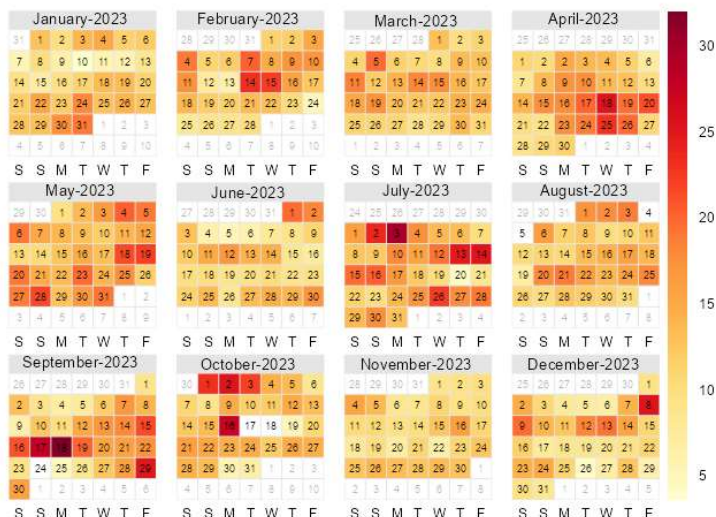 January-2023
31 1 2 3 4 5 6
7 8 9 10 11 12 13
14 15 16 17 18 19 20
21 22 23 24 25 26 27
28 29 30 31 1 2 3
4 5 6 7 8 9 10
S S M T W T F
February-2023
28 29 30 31 1 2 3
4 5 6 7 8 9 10
11 12 13 14 15 16 17
18 19 20 21 22 23 24
25 26 27 28 1 2 3
4 5 6 7 8 9 10
S S M T W T F
March-2023
25 26 27 28 1 2 3
4 5 6 7 8 9 10
11 12 13 14 15 16 17
18 19 20 21 22 23 24
25 26 27 28 29 30 31
1 2 3 4 5 6 7
S S M T W T F
April-2023
25 26 27 28 29 30 31
1 2 3 4 5 6
7 8 9 10 11 12 13
14 15 16 17 18 19 20
21 22 23 24 25 26 27
28 29 30 1 2 3 4
S S M T W T F
30
25
20
15
10
5
May-2023
29 30 1 2 3 4 5
6 7 8 9 10 11 12
13 14 15 16 17 18 19
20 21 22 23 24 25 26
27 28 29 30 31 1 2
3 4 5 6 7 8 9
S S M T W T F
June-2023
27 28 29 30 31 1 2
3 4 5 6 7 8 9
10 11 12 13 14 15 16
17 18 19 20 21 22 23
24 25 26 27 28 29 30
1 2 3 4 5 6 7
S S M T W T F
July-2023
24 25 26 27 28 29 30
1 2 3 4 5 6 7
8 9 10 11 12 13 14
15 16 17 18 19 20 21
22 23 24 25 26 27 28
29 30 31 1 2 3 4
S S M T W T F
August-2023
29 30 31 1 2 3 4
5 6 7 8 9 10 11
12 13 14 15 16 17 18
19 20 21 22 23 24 25
26 27 28 29 30 31 1
2 3 4 5 6 7 8
S S M T W T F
September-2023
26 27 28 29 30 31 1
2 3 4 5 6 7 8
9 10 11 12 13 14 15
16 17 18 19 20 21 22
23 24 25 26 27 28 29
30 1 2 3 4 5 6
S S M T W T F
October-2023
30 1 2 3 4 5 6
7 8 9 10 11 12 13
14 15 16 17 18 19 20
21 22 23 24 25 26 27
28 29 30 31 1 2 3
4 5 6 7 8 9 10
S S M T W T F
November-2023
28 29 30 31 1 2 3
4 5 6 7 8 9 10
11 12 13 14 15 16 17
18 19 20 21 22 23 24
25 26 27 28 29 30 1
2 3 4 5 6 7 8
S S M T W T F
December-2023
25 26 27 28 29 30 1
2 3 4 5 6 7 8
9 10 11 12 13 14 15
16 17 18 19 20 21 22
23 24 25 26 27 28 29
30 31 1 2 3 4 5
S S M T W T F